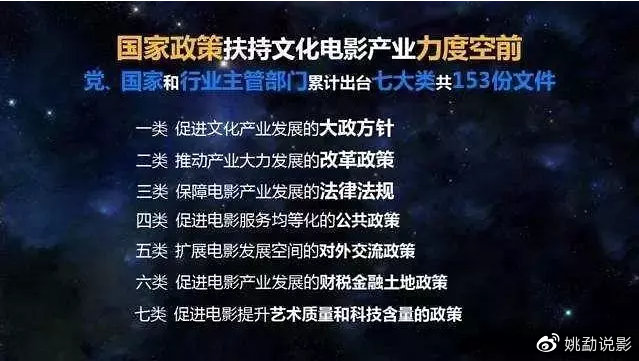 国家政策扶持文化电影产业力度空前
党、国家和行业主管部门累计出台七大类共153份文件
一类 促进文化产业发展的大政方针
二类 推动产业大力发展的改革政策
三类 保障电影产业发展的法律法规
四类 促进电影服务均等化的公共政策
五类 扩展电影发展空间的对外交流政策
六类 促进电影产业发展的财税金融土地政策
七类 促进电影提升艺术质量和科技含量的政策
姚勐说影